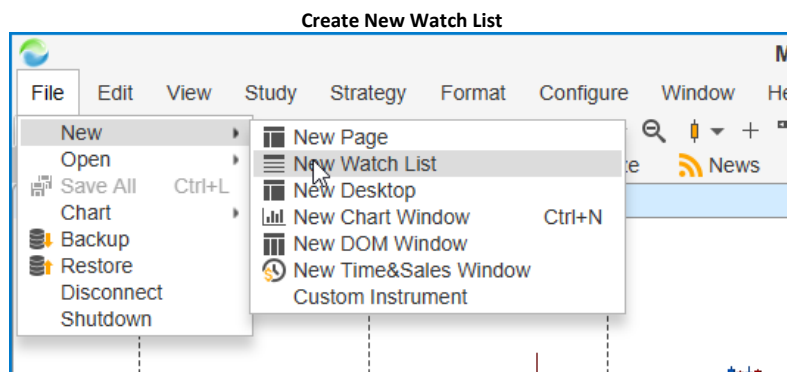 Create New Watch List
M
File Edit View Study Strategy Format Configure Window He
New
New Page
Open
New Watch List
News
Save All Ctrl+L
New Desktop
Chart
New Chart Window Ctrl+N
Backup
New DOM Window
Restore
New Time&Sales Window
Disconnect
Custom Instrument
Shutdown